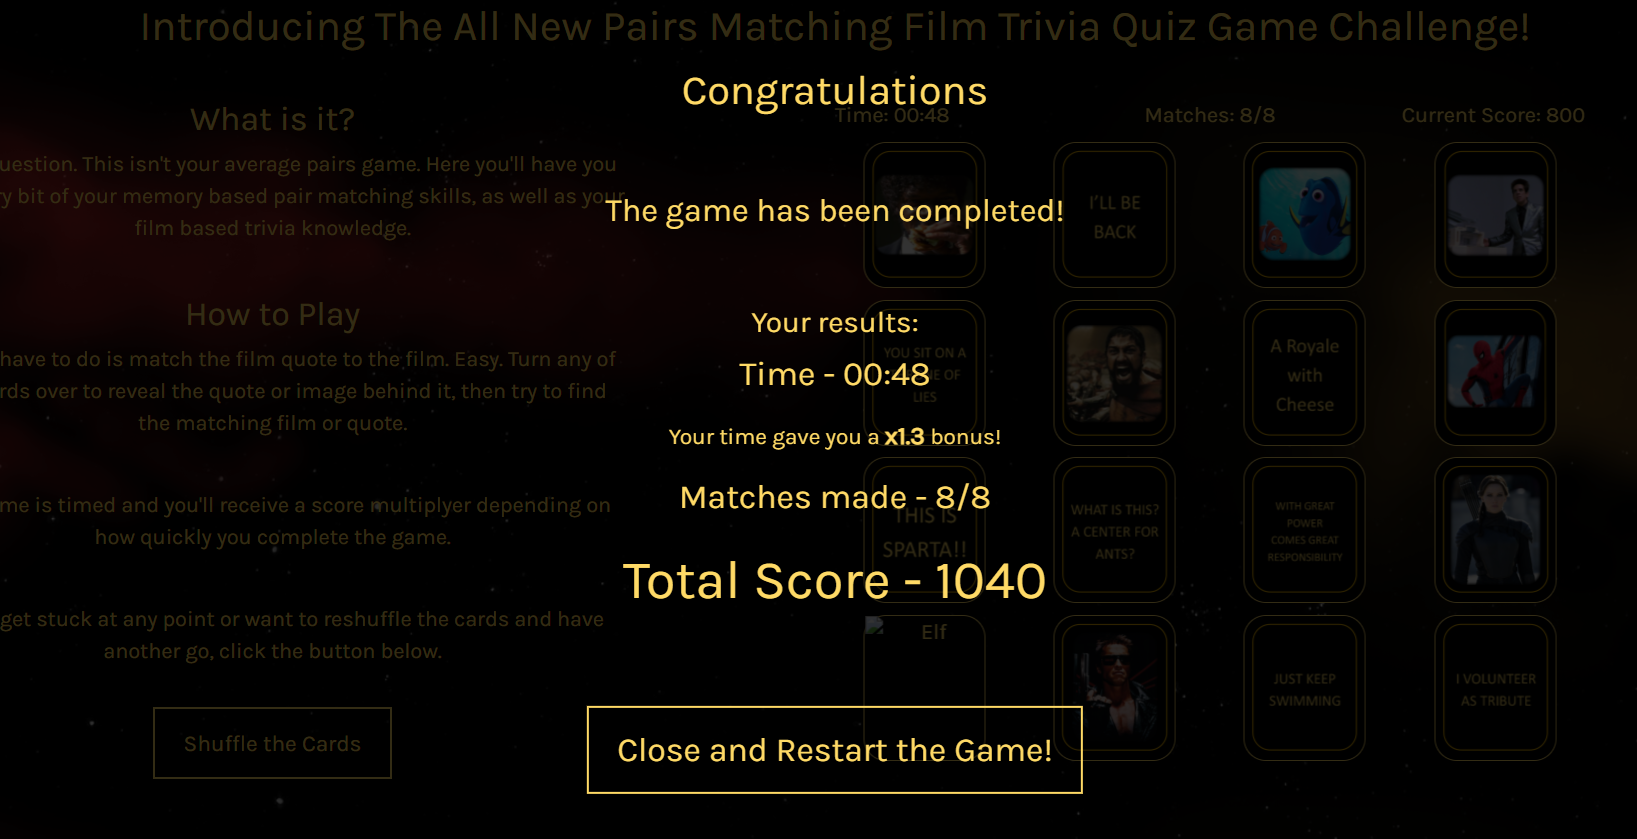 Introducing The All New Pairs Matching Film Trivia Quiz Game Challenge!
Congratulations
The game has been completed!
Your results:
Time - 00:48
Your time gave you a x1.3 bonus!
Matches made - 8/8
Total Score - 1040
Close and Restart the Game!
What is it?
uestion. This isn't your average pairs game. Here you'll have you
ry bit of your memory based pair matching skills, as well as your
film based trivia knowledge.
How to Play
have to do is match the film quote to the film. Easy. Turn any of
rds over to reveal the quote or image behind it, then try to find
the matching film or quote.
me is timed and you'll receive a score multiplyer depending on
how quickly you complete the game.
get stuck at any point or want to reshuffle the cards and have
another go, click the button below.
Shuffle the Cards
Time: 00:48
Matches: 8/8
Current Score: 800
I'LL BE
BACK
YOU SIT ON A
OF
LIES
A Royale
with
Cheese
THIS IS
SPARTA!!
WHAT IS THIS?
A CENTER FOR
ANTS?
WITH GREAT
POWER
COMES GREAT
RESPONSIBILITY
Elf
JUST KEEP
SWIMMING
I VOLUNTEER
AS TRIBUTE